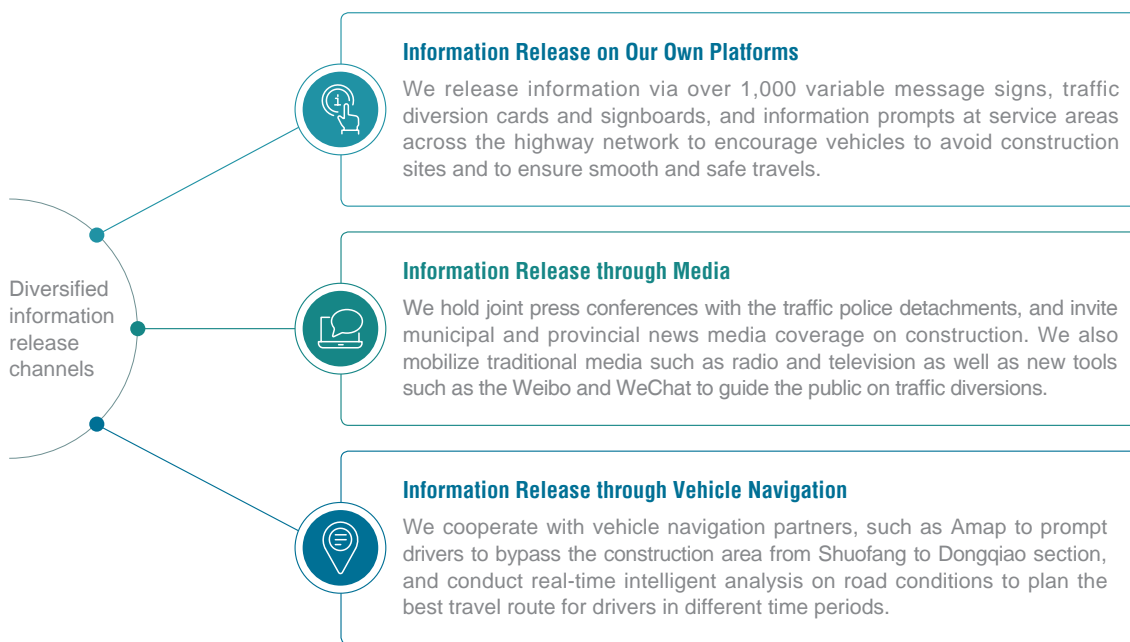 Diversified
information
release
channels
Information Release on Our Own Platforms
We release information via over 1,000 variable message signs, traffic
diversion cards and signboards, and information prompts at service areas
across the highway network to encourage vehicles to avoid construction
sites and to ensure smooth and safe travels.
Information Release through Media
We hold joint press conferences with the traffic police detachments, and invite
municipal and provincial news media coverage on construction. We also
mobilize traditional media such as radio and television as well as new tools
such as the Weibo and WeChat to guide the public on traffic diversions.
Information Release through Vehicle Navigation
We cooperate with vehicle navigation partners, such as Amap to prompt
drivers to bypass the construction area from Shuofang to Dongqiao section,
and conduct real-time intelligent analysis on road conditions to plan the
best travel route for drivers in different time periods.